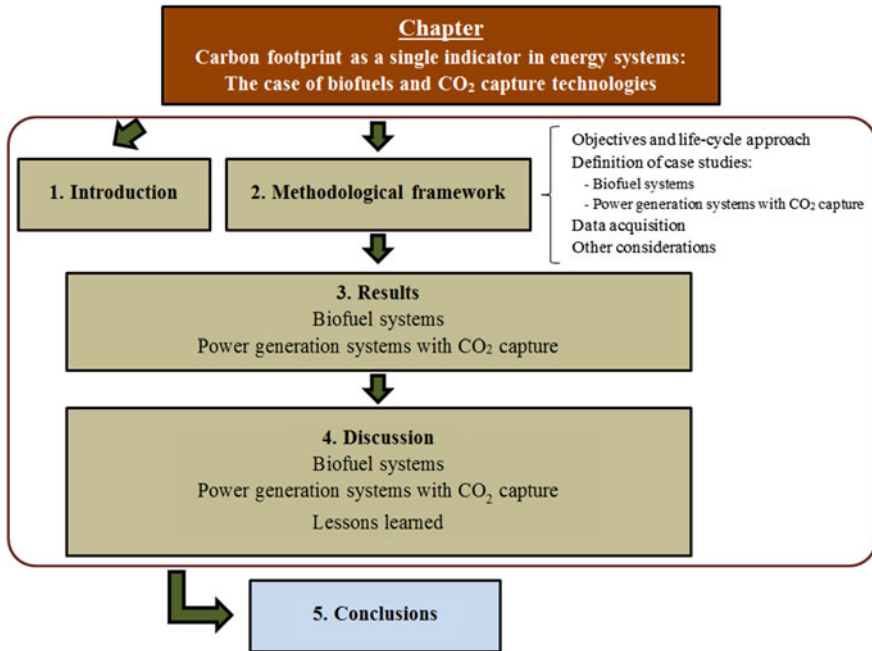 Chapter
Carbon footprint as a single indicator in energy systems:
The case of biofuels and CO₂ capture technologies
1. Introduction
2. Methodological framework
Objectives and life-cycle approach
Definition of case studies:
- Biofuel systems
- Power generation systems with CO₂ capture
Data acquisition
Other considerations
3. Results
Biofuel systems
Power generation systems with CO₂ capture
4. Discussion
Biofuel systems
Power generation systems with CO₂ capture
Lessons learned
5. Conclusions